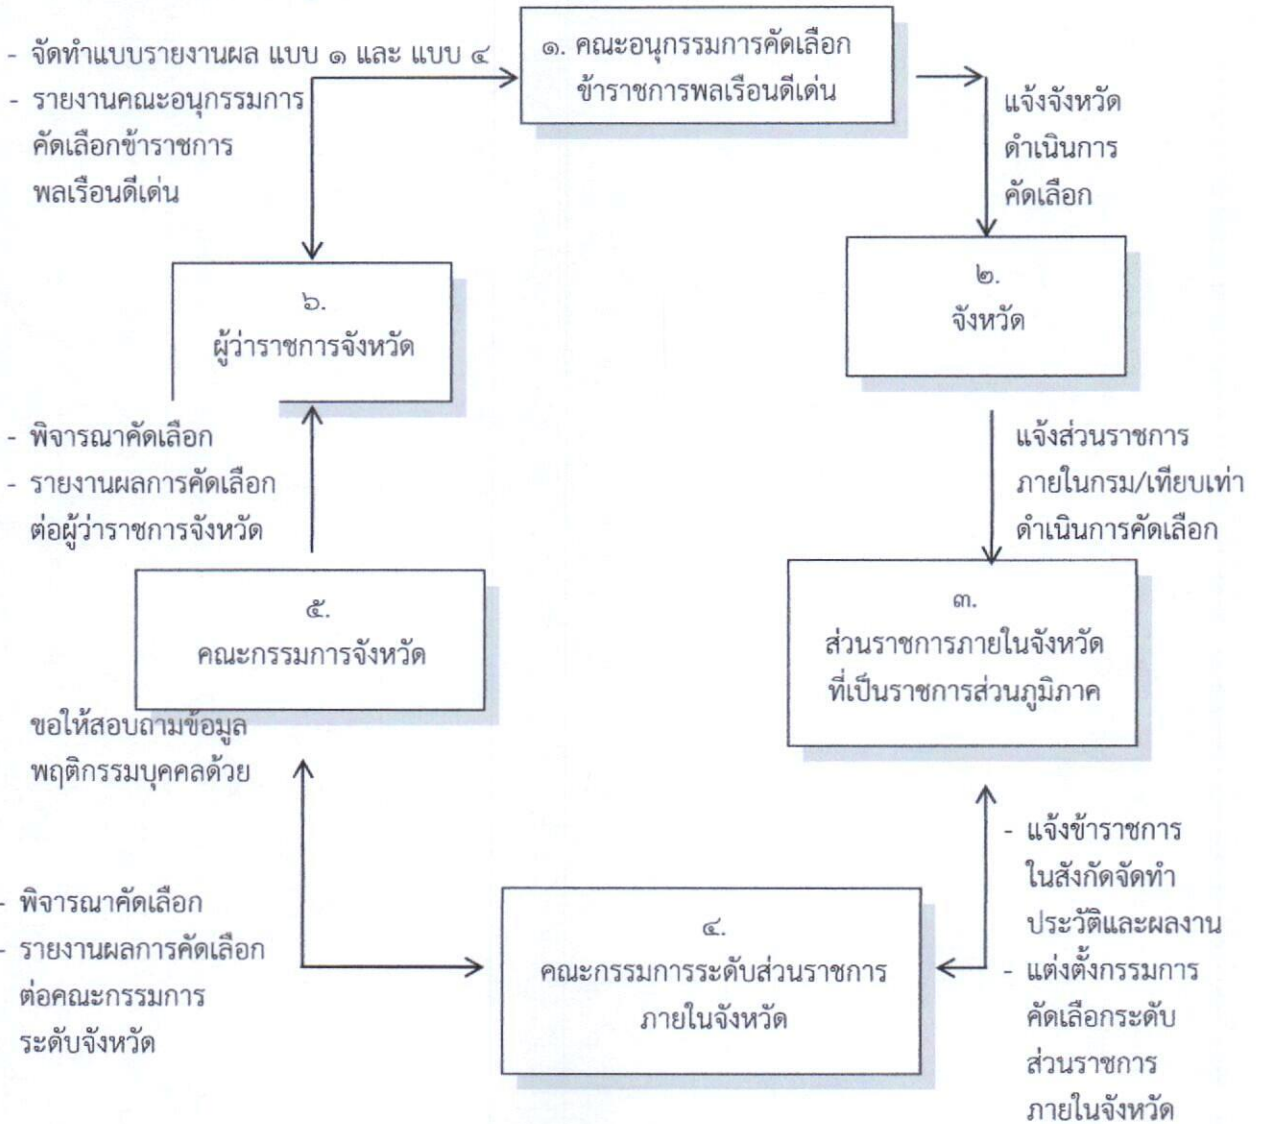 - จัดทำแบบรายงานผล แบบ ๑ และ แบบ ๔
- รายงานคณะอนุกรรมการ
คัดเลือกข้าราชการ
พลเรือนดีเด่น
๑. คณะอนุกรรมการคัดเลือก
ข้าราชการพลเรือนดีเด่น
แจ้งจังหวัด
ดำเนินการ
คัดเลือก
๒.
จังหวัด
แจ้งส่วนราชการ
ภายในกรม/เทียบเท่า
ดำเนินการคัดเลือก
๓.
ส่วนราชการภายในจังหวัด
ที่เป็นราชการส่วนภูมิภาค
- แจ้งข้าราชการ
ในสังกัดจัดทำ
ประวัติและผลงาน
- แต่งตั้งกรรมการ
คัดเลือกระดับ
ส่วนราชการ
ภายในจังหวัด
๔.
คณะกรรมการระดับส่วนราชการ
ภายในจังหวัด
- พิจารณาคัดเลือก
- รายงานผลการคัดเลือก
ต่อคณะกรรมการ
ระดับจังหวัด
ขอให้สอบถามข้อมูล
พฤติกรรมบุคคลด้วย
๕.
คณะกรรมการจังหวัด
- พิจารณาคัดเลือก
- รายงานผลการคัดเลือก
ต่อผู้ว่าราชการจังหวัด
๖.
ผู้ว่าราชการจังหวัด